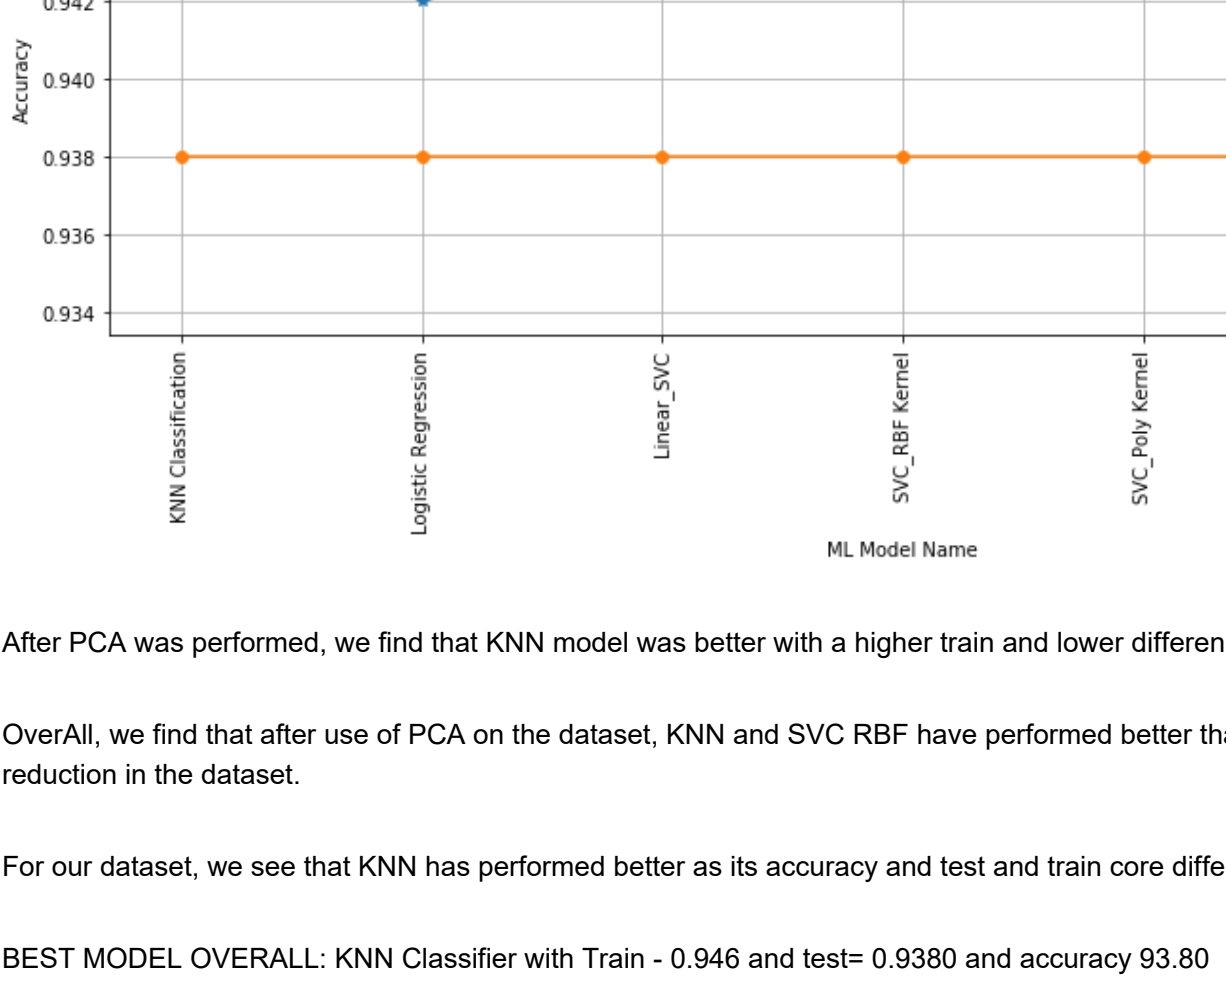 0.942
Accuracy
0.940
0.938
0.936
0.934
KNN Classification
Logistic Regression
Linear_SVC
SVC_RBF Kernel
SVC_Poly Kernel
ML Model Name
After PCA was performed, we find that KNN model was better with a higher train and lower differen
OverAll, we find that after use of PCA on the dataset, KNN and SVC RBF have performed better tha
reduction in the dataset.
For our dataset, we see that KNN has performed better as its accuracy and test and train core diffe
BEST MODEL OVERALL: KNN Classifier with Train - 0.946 and test= 0.9380 and accuracy 93.80